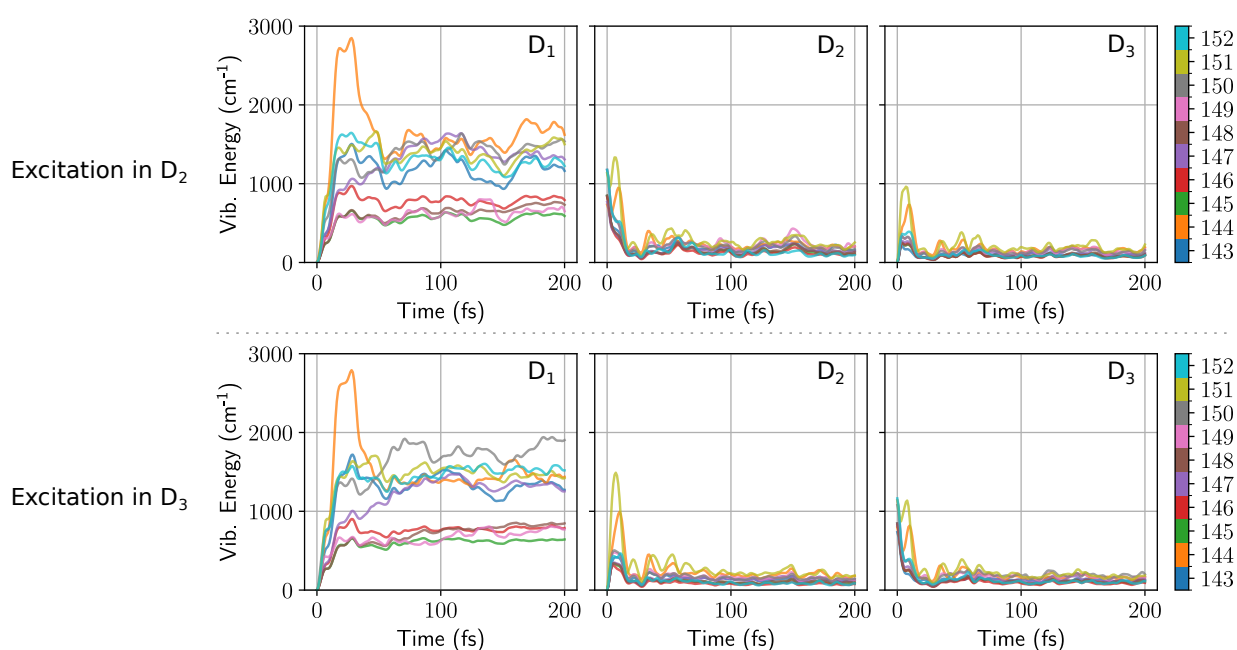 D₁ D₂ D₃
3000
2000
1000
0
Vib. Energy (cm⁻¹)
0 100 200
Time (fs)
0 100 200
Time (fs)
0 100 200
Time (fs)
152
151
150
149
148
147
146
145
144
143
Excitation in D₂
D₁ D₂ D₃
3000
2000
1000
0
Vib. Energy (cm⁻¹)
0 100 200
Time (fs)
0 100 200
Time (fs)
0 100 200
Time (fs)
152
151
150
149
148
147
146
145
144
143
Excitation in D₃